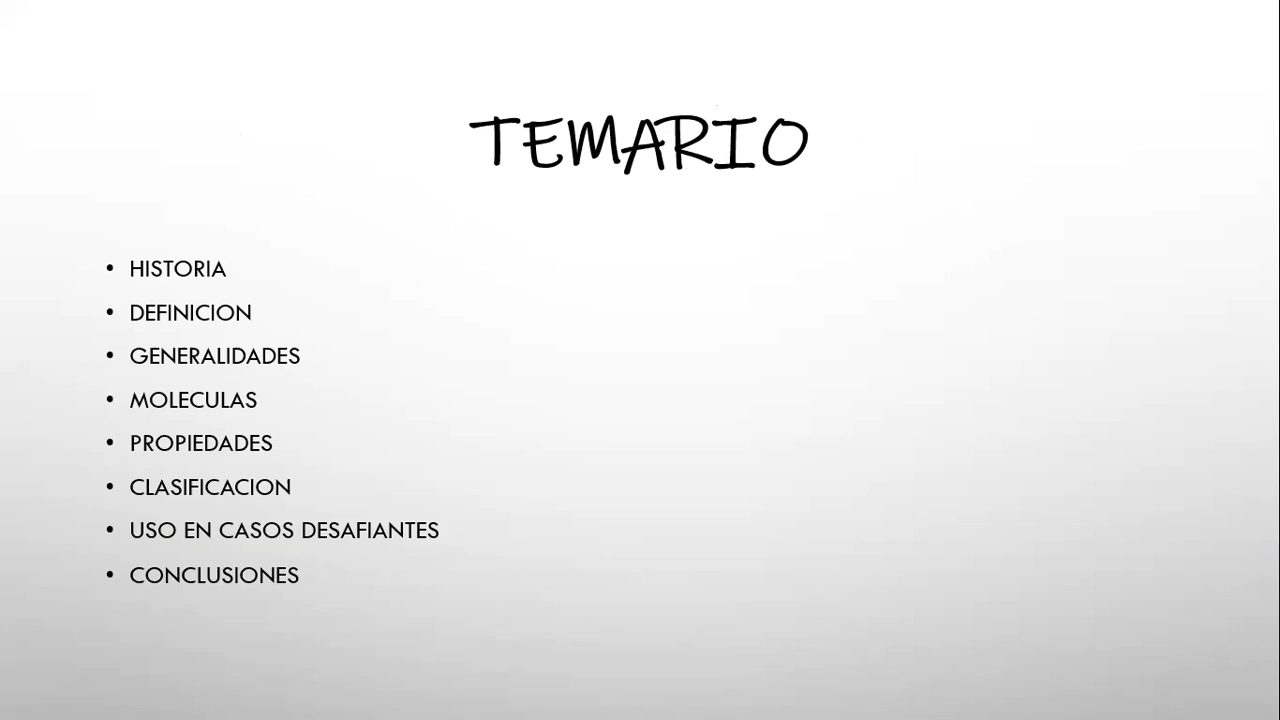 TEMARIO
• HISTORIA
• DEFINICION
• GENERALIDADES
• MOLECULAS
• PROPIEDADES
• CLASIFICACION
• USO EN CASOS DESAFIANTES
• CONCLUSIONES